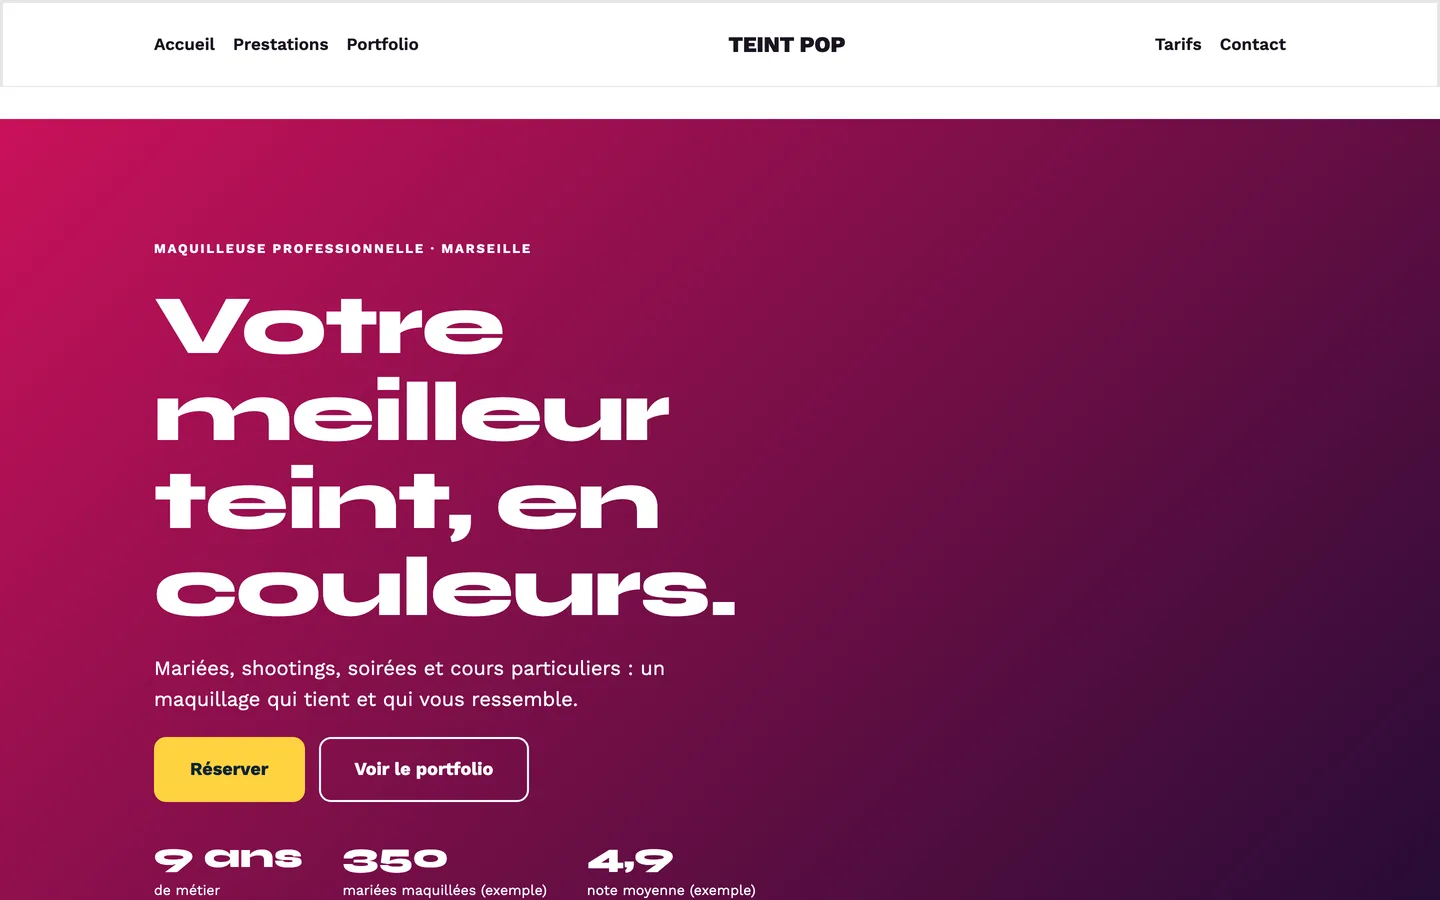 Accueil Prestations Portfolio TEINT POP Tarifs Contact
MAQUILLEUSE PROFESSIONNELLE · MARSEILLE
Votre
meilleur
teint, en
couleurs.
Mariées, shootings, soirées et cours particuliers : un
maquillage qui tient et qui vous ressemble.
Réserver Voir le portfolio
9 ans 350 4,9
de métier mariées maquillées (exemple) note moyenne (exemple)